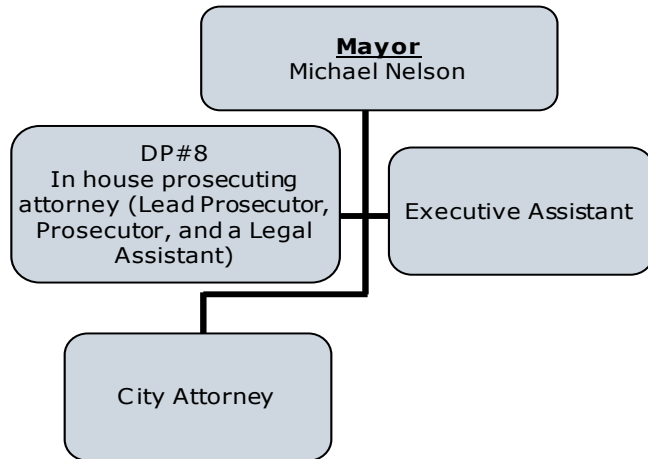 Mayor
Michael Nelson
DP#8
In house prosecuting
attorney (Lead Prosecutor,
Prosecutor, and a Legal
Assistant)
Executive Assistant
City Attorney